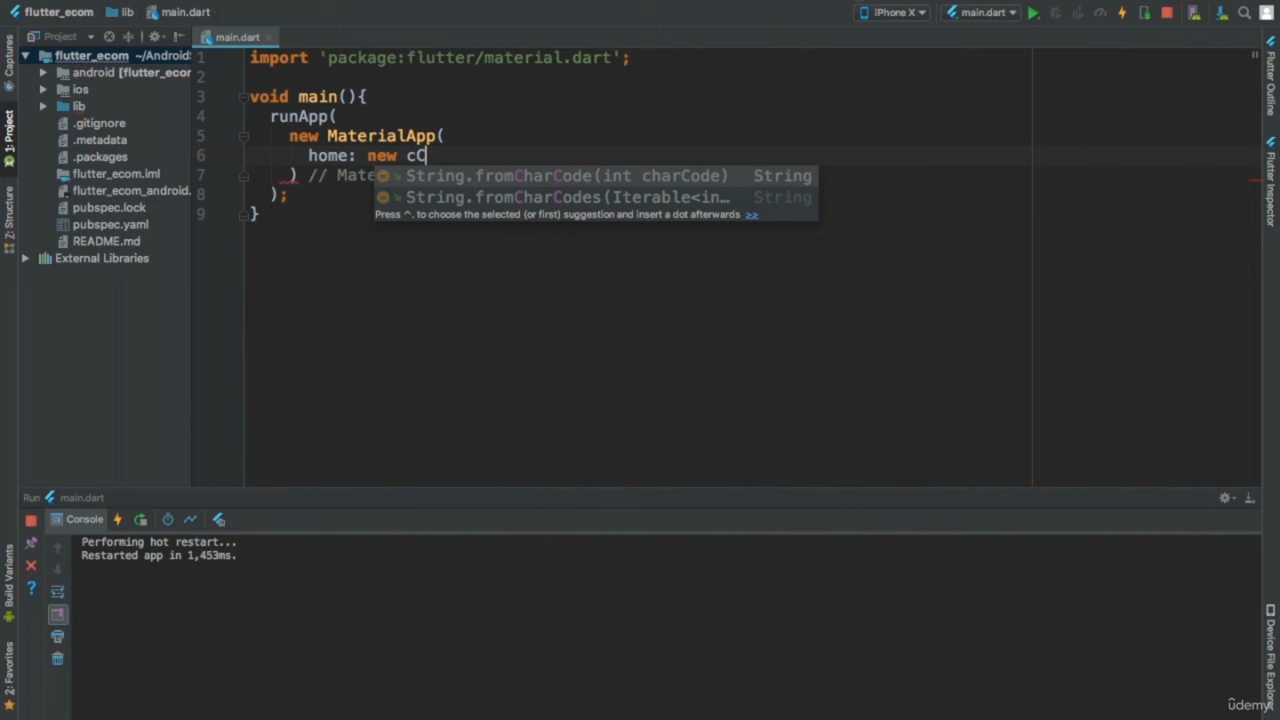 flutter_ecom lib main.dart iPhone X main.dart
Project main.dart
flutter_ecom ~/AndroidS
android [flutter_ecor
ios
lib
.gitignore
.metadata
.packages
flutter_ecom.iml
flutter_ecom_android.
pubspec.lock
pubspec.yaml
README.md
External Libraries
Captures
1: Project
Z: Structure
Build Variants
2: Favorites
1 import 'package:flutter/material.dart';
2
3 void main(){
4 runApp(
5 new MaterialApp(
6 home: new cC
7 ) // Mate
8 );
9 }
String.fromCharCode(int charCode) String
String.fromCharCodes(Iterable<in… String
Press ^. to choose the selected (or first) suggestion and insert a dot afterwards >>
Flutter Outline
Flutter Inspector
Device File Explor
Run main.dart
Console
Performing hot restart...
Restarted app in 1,453ms.
udemy